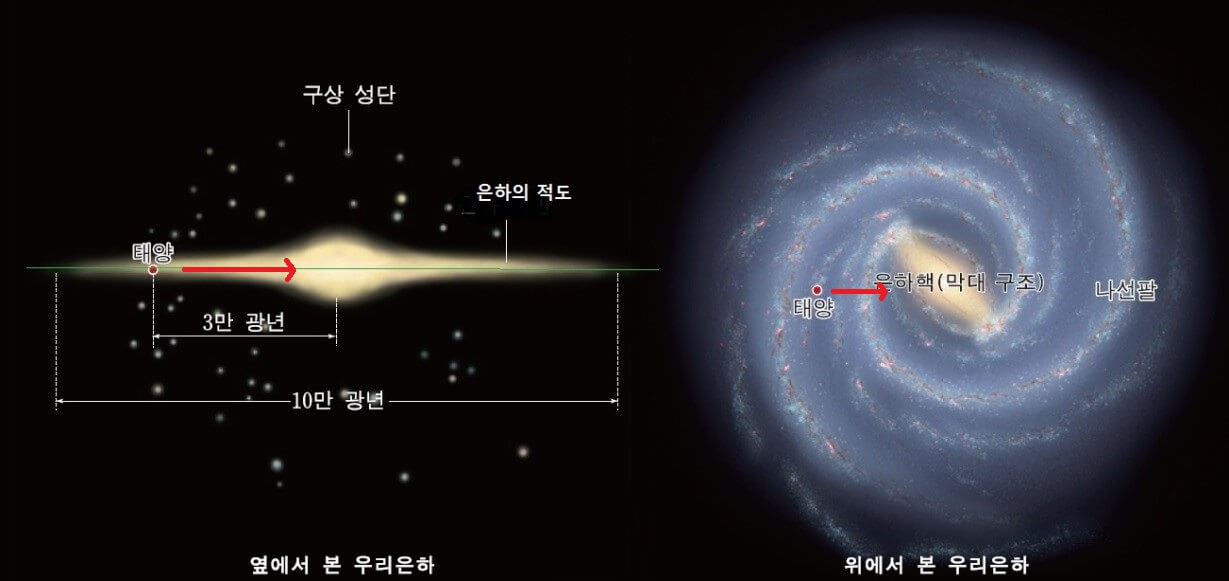 구상 성단
은하의 적도
태양
3만 광년
10만 광년
옆에서 본 우리은하
은하핵(막대 구조)
태양
나선팔
위에서 본 우리은하